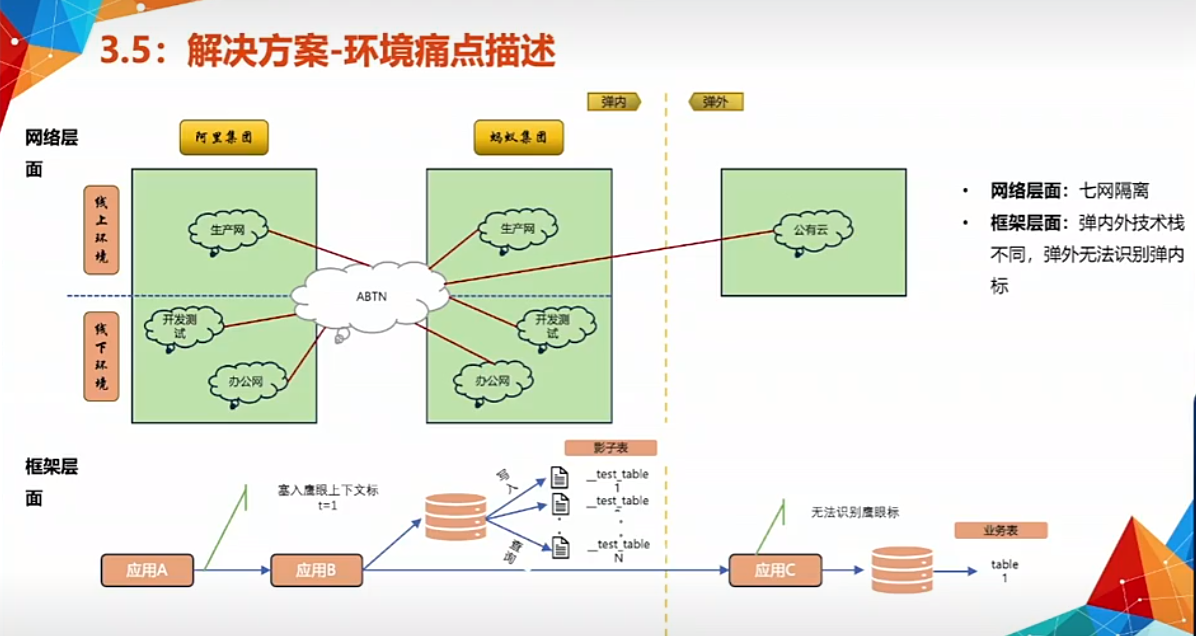 3.5：解决方案-环境痛点描述
弹内
弹外
网络层
面
阿里集团
蚂蚁集团
线
上
环
境
生产网
生产网
公有云
ABTN
线
下
环
境
开发测
试
开发测
试
办公网
办公网
• 网络层面：七网隔离
• 框架层面：弹内外技术栈
不同，弹外无法识别弹内
标
框架层
面
影子表
塞入鹰眼上下文标
t=1
写入
查询
__test_table
1
__test_table
__test_table
N
无法识别鹰眼标
业务表
应用A
应用B
应用C
table
1